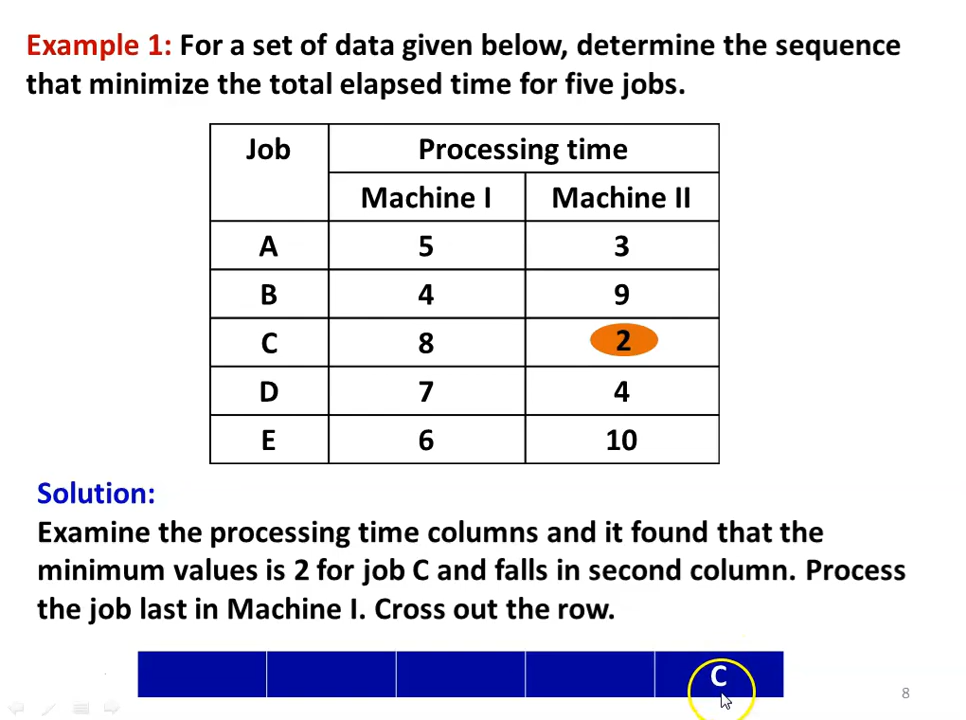 Example 1: For a set of data given below, determine the sequence
that minimize the total elapsed time for five jobs.
Job Processing time
Machine I Machine II
A 5 3
B 4 9
C 8 2
D 7 4
E 6 10
Solution:
Examine the processing time columns and it found that the
minimum values is 2 for job C and falls in second column. Process
the job last in Machine I. Cross out the row.
C
8